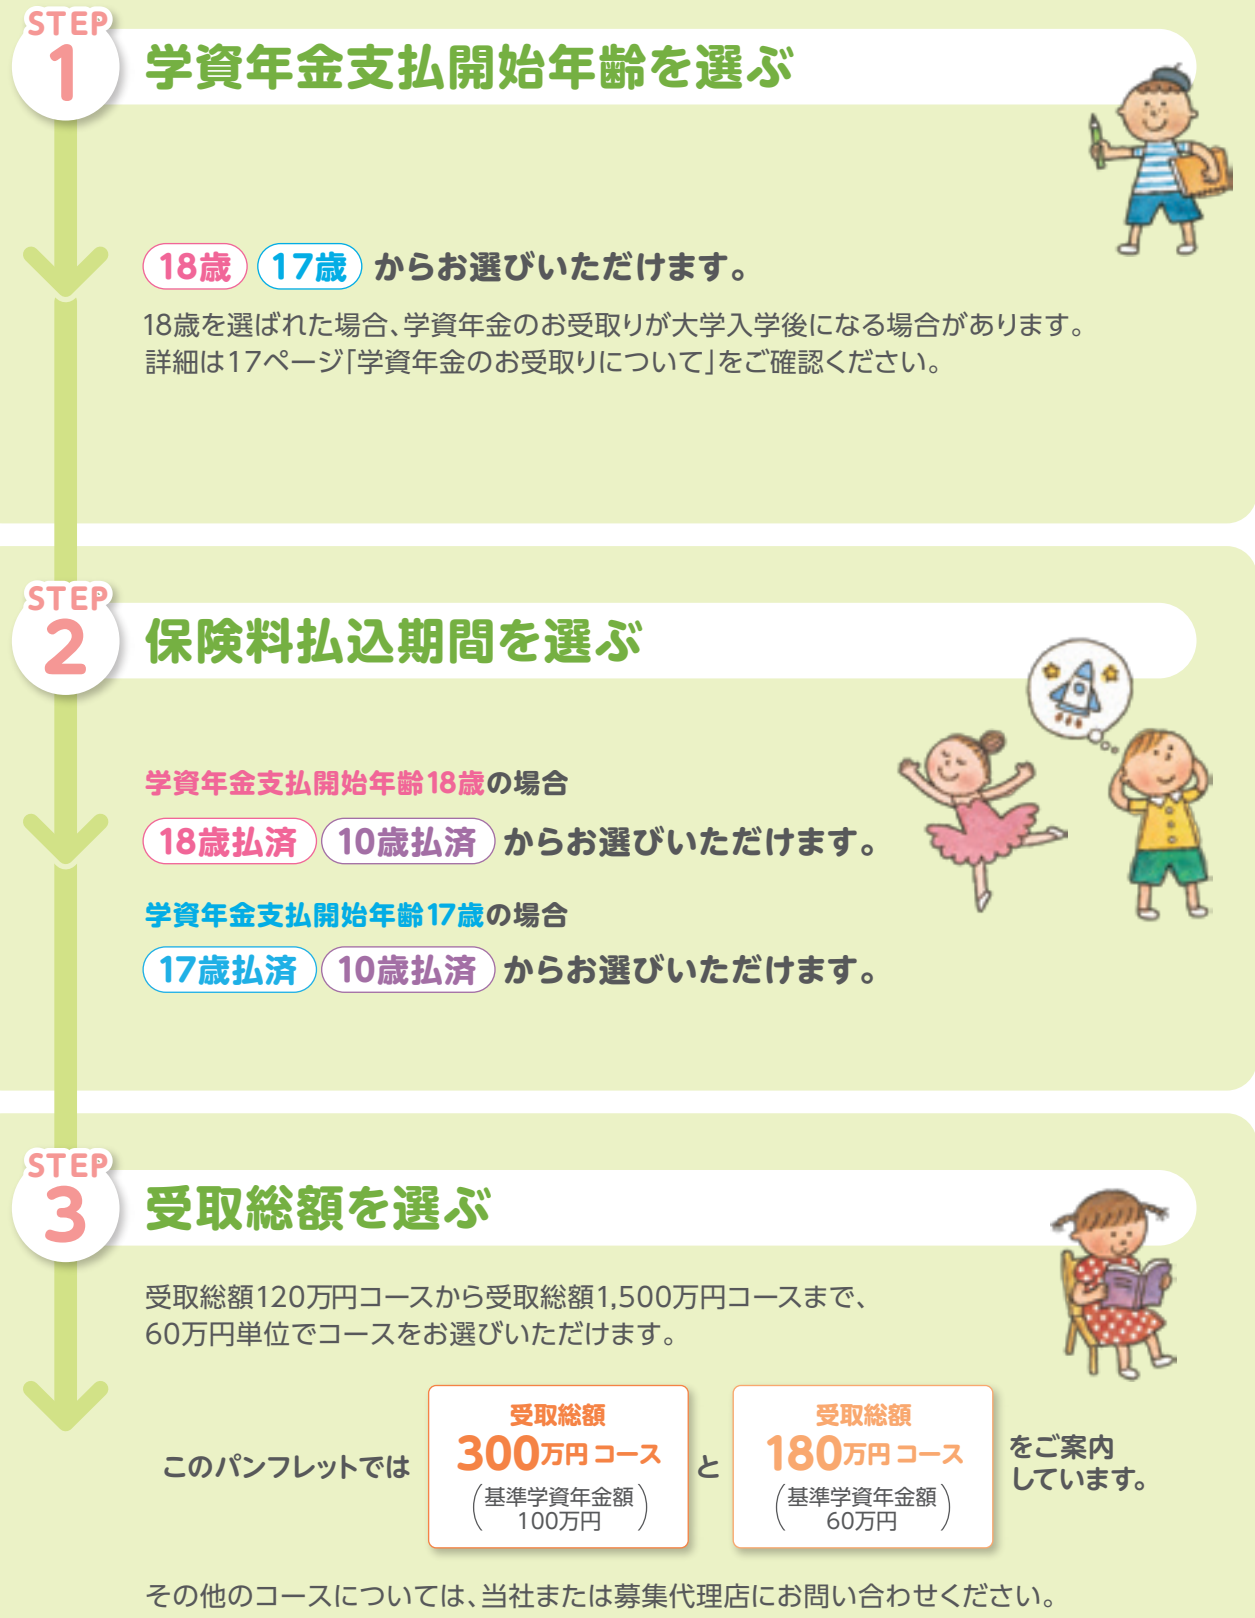 STEP
1
学資年金支払開始年齢を選ぶ
18歳 17歳 からお選びいただけます。
18歳を選ばれた場合、学資年金のお受取りが大学入学後になる場合があります。
詳細は17ページ「学資年金のお受取りについて」をご確認ください。
STEP
2
保険料払込期間を選ぶ
学資年金支払開始年齢18歳の場合
18歳払済 10歳払済 からお選びいただけます。
学資年金支払開始年齢17歳の場合
17歳払済 10歳払済 からお選びいただけます。
STEP
3
受取総額を選ぶ
受取総額120万円コースから受取総額1,500万円コースまで、
60万円単位でコースをお選びいただけます。
このパンフレットでは
受取総額
300万円 コース
(基準学資年金額
100万円)
と
受取総額
180万円 コース
(基準学資年金額
60万円)
をご案内
しています。
その他のコースについては、当社または募集代理店にお問い合わせください。